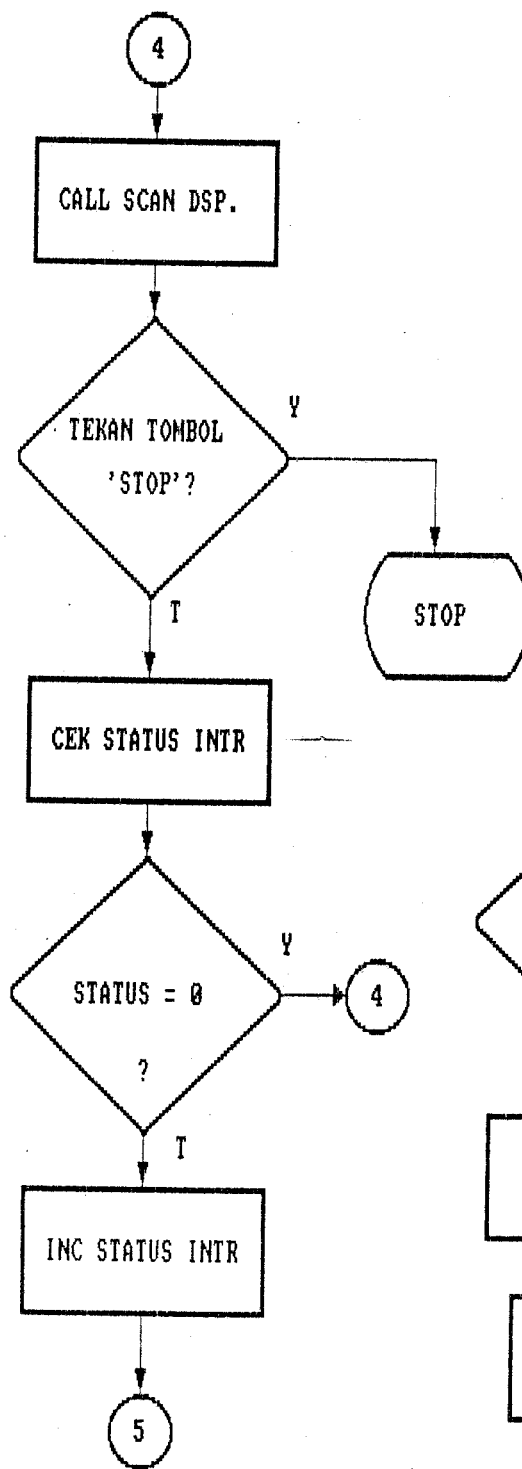 4
CALL SCAN DSP.
TEKAN TOMBOL
'STOP'?
Y
STOP
T
CEK STATUS INTR
STATUS = 0
?
Y
4
T
INC STATUS INTR
5